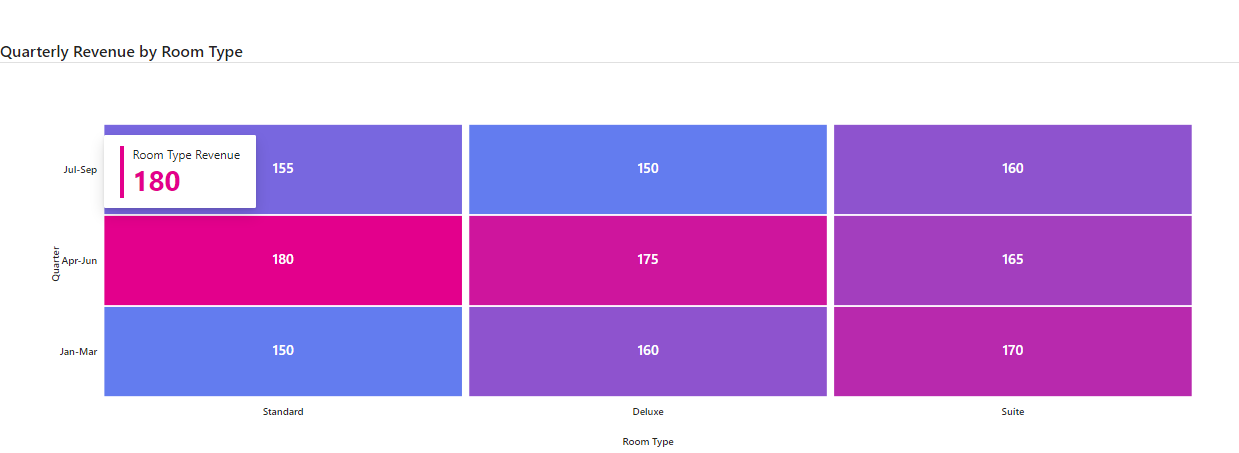 Quarterly Revenue by Room Type
Room Type Revenue
180
Quarter
Jul-Sep
155
150
160
Apr-Jun
180
175
165
Jan-Mar
150
160
170
Standard
Deluxe
Suite
Room Type